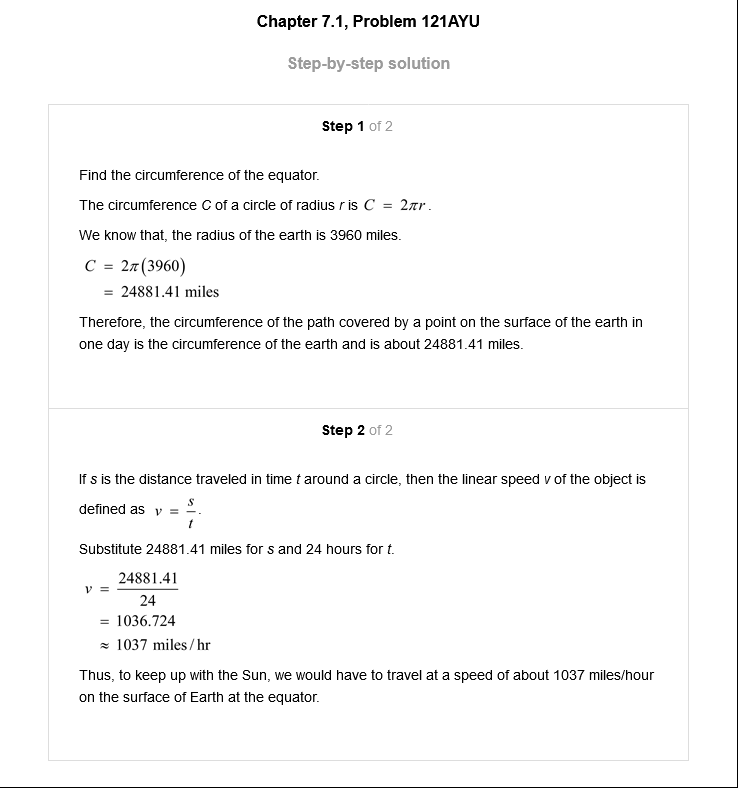 Chapter 7.1, Problem 121AYU
Step-by-step solution
Step 1 of 2
Find the circumference of the equator.
The circumference C of a circle of radius r is C = 2πr.
We know that, the radius of the earth is 3960 miles.
C = 2π(3960)
= 24881.41 miles
Therefore, the circumference of the path covered by a point on the surface of the earth in
one day is the circumference of the earth and is about 24881.41 miles.
Step 2 of 2
If s is the distance traveled in time t around a circle, then the linear speed v of the object is
defined as v = s/t.
Substitute 24881.41 miles for s and 24 hours for t.
v = 24881.41/24
= 1036.724
≈ 1037 miles/hr
Thus, to keep up with the Sun, we would have to travel at a speed of about 1037 miles/hour
on the surface of Earth at the equator.